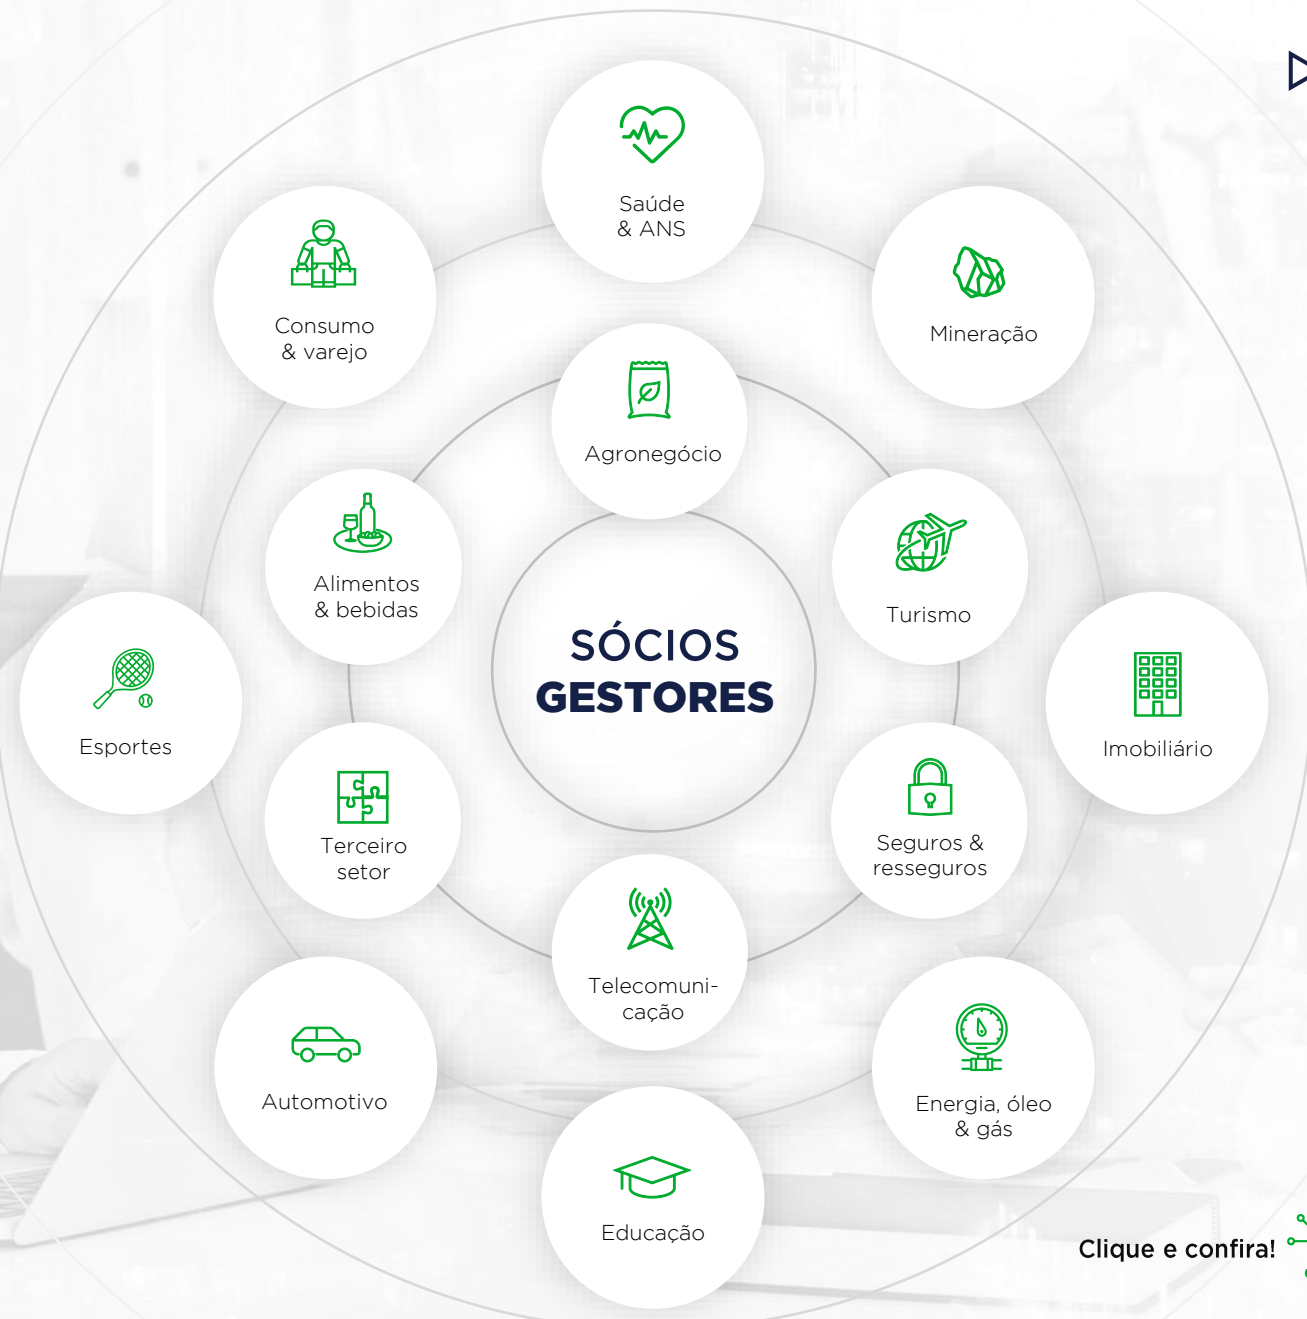 Saúde
& ANS
Consumo
& varejo
Mineração
Agronegócio
Alimentos
& bebidas
Turismo
SÓCIOS
GESTORES
Esportes
Imobiliário
Terceiro
setor
Seguros &
resseguros
Telecomuni-
cação
Automotivo
Energia, óleo
& gás
Educação
Clique e confira!